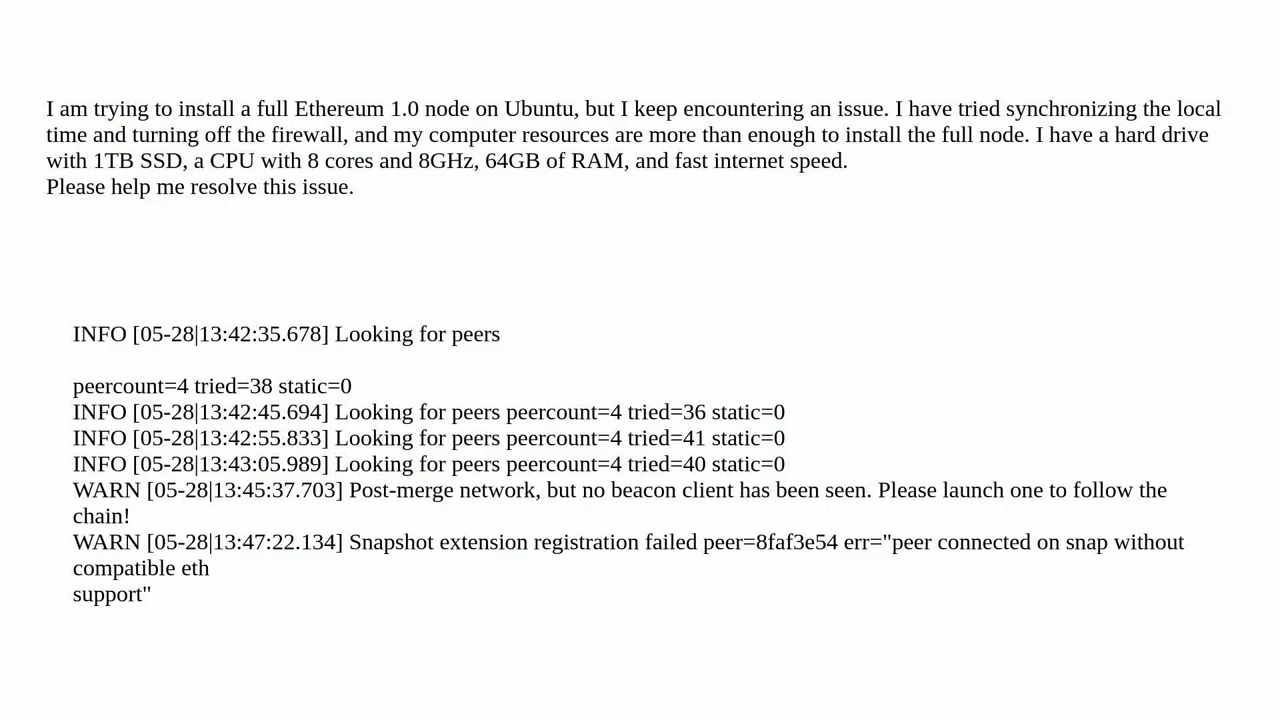 I am trying to install a full Ethereum 1.0 node on Ubuntu, but I keep encountering an issue. I have tried synchronizing the local
time and turning off the firewall, and my computer resources are more than enough to install the full node. I have a hard drive
with 1TB SSD, a CPU with 8 cores and 8GHz, 64GB of RAM, and fast internet speed.
Please help me resolve this issue.
INFO [05-28|13:42:35.678] Looking for peers
peercount=4 tried=38 static=0
INFO [05-28|13:42:45.694] Looking for peers peercount=4 tried=36 static=0
INFO [05-28|13:42:55.833] Looking for peers peercount=4 tried=41 static=0
INFO [05-28|13:43:05.989] Looking for peers peercount=4 tried=40 static=0
WARN [05-28|13:45:37.703] Post-merge network, but no beacon client has been seen. Please launch one to follow the
chain!
WARN [05-28|13:47:22.134] Snapshot extension registration failed peer=8faf3e54 err="peer connected on snap without
compatible eth
support"